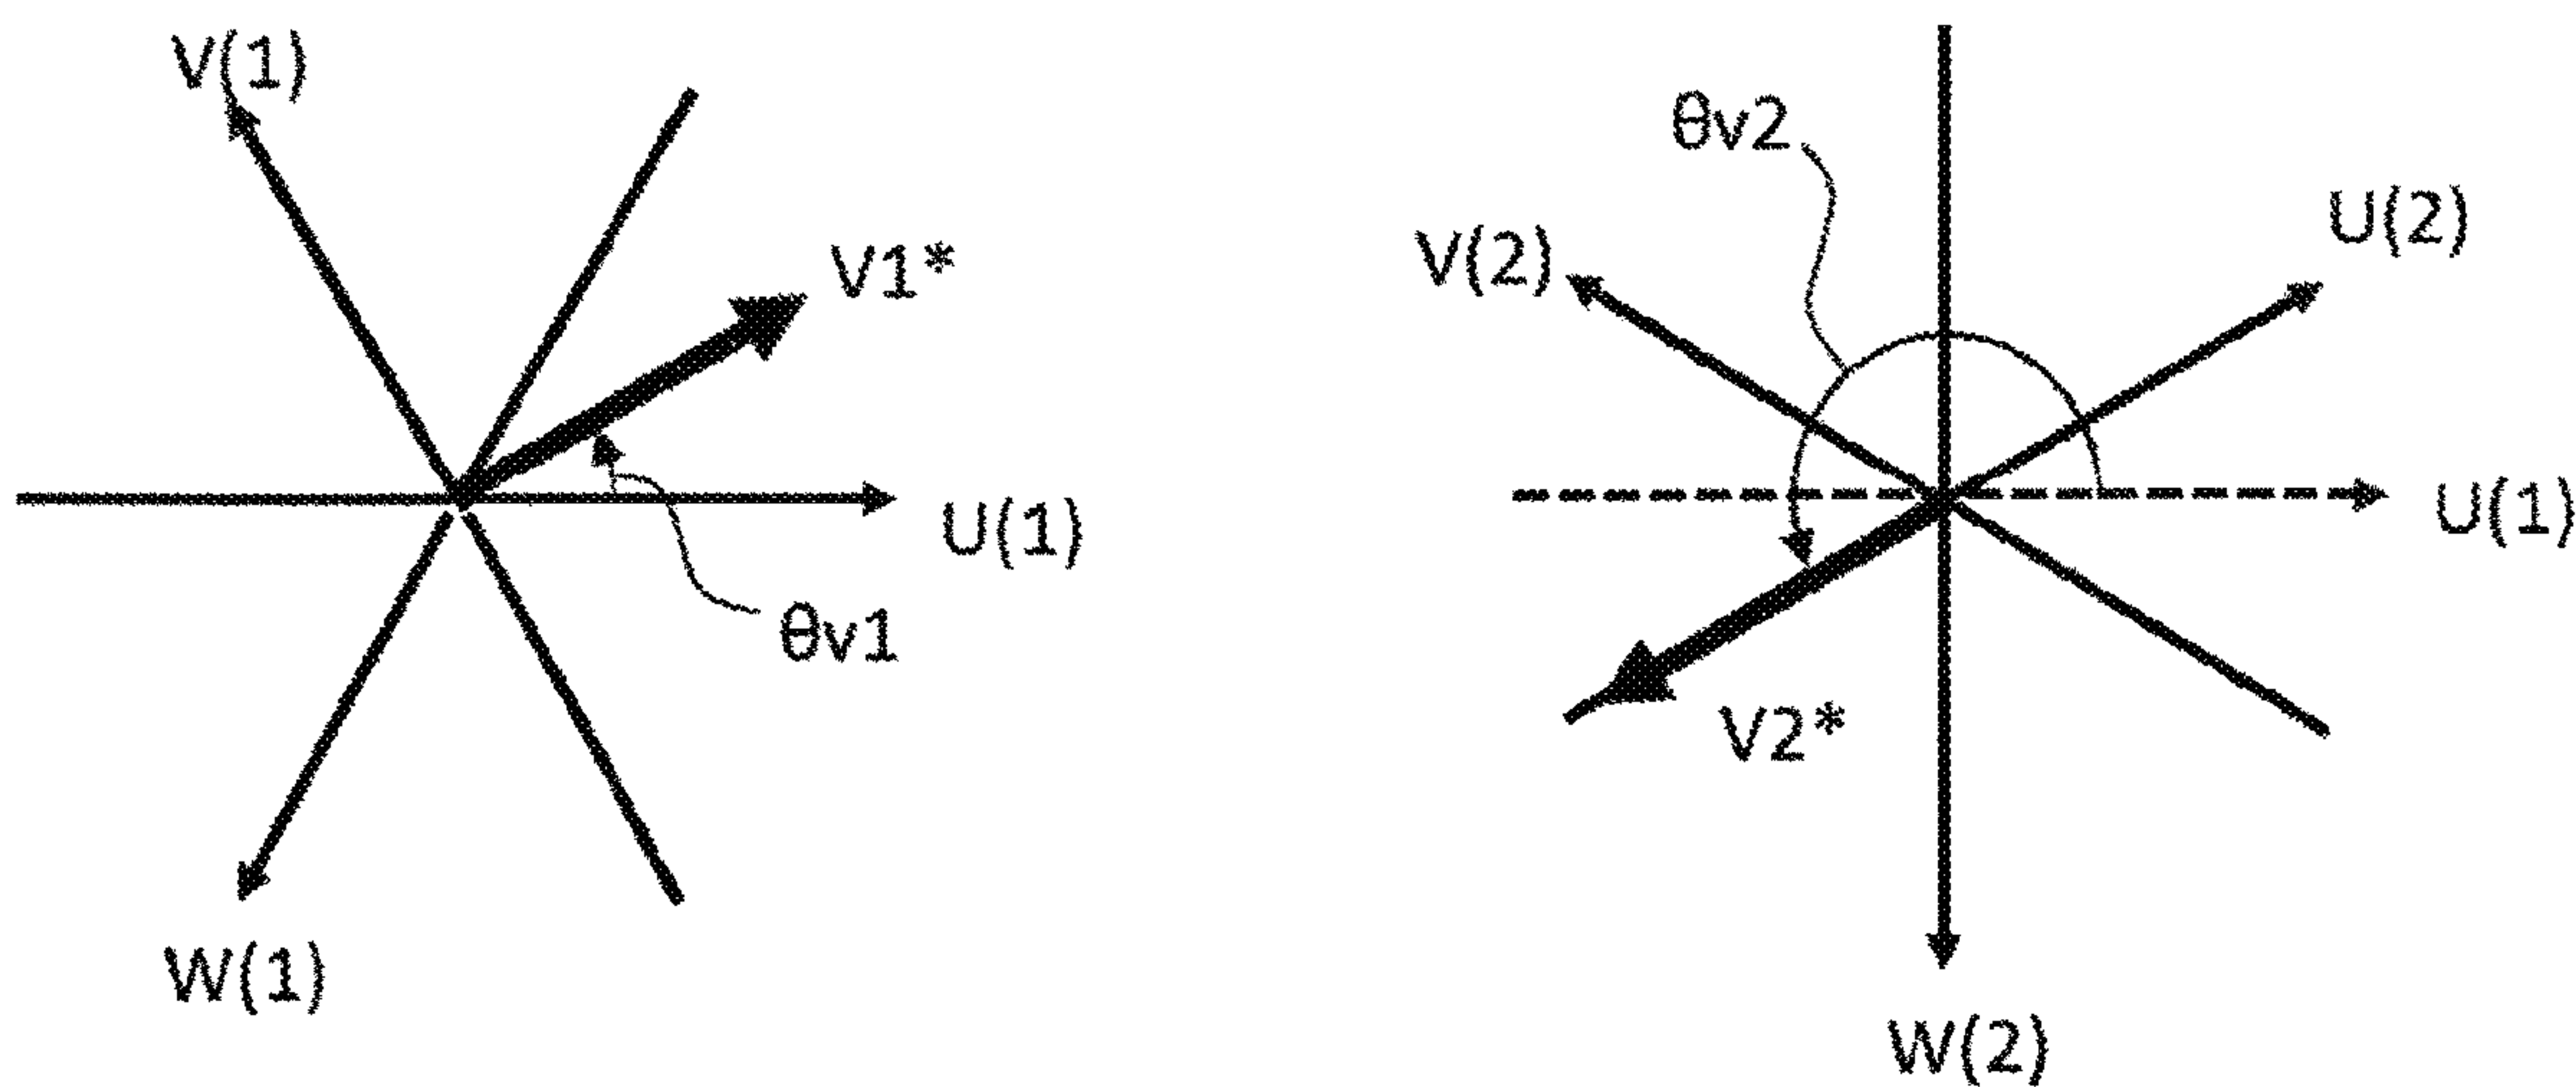 V(1)
V1*
U(1)
θv1
W(1)
θv2
V(2)
U(2)
U(1)
V2*
W(2)